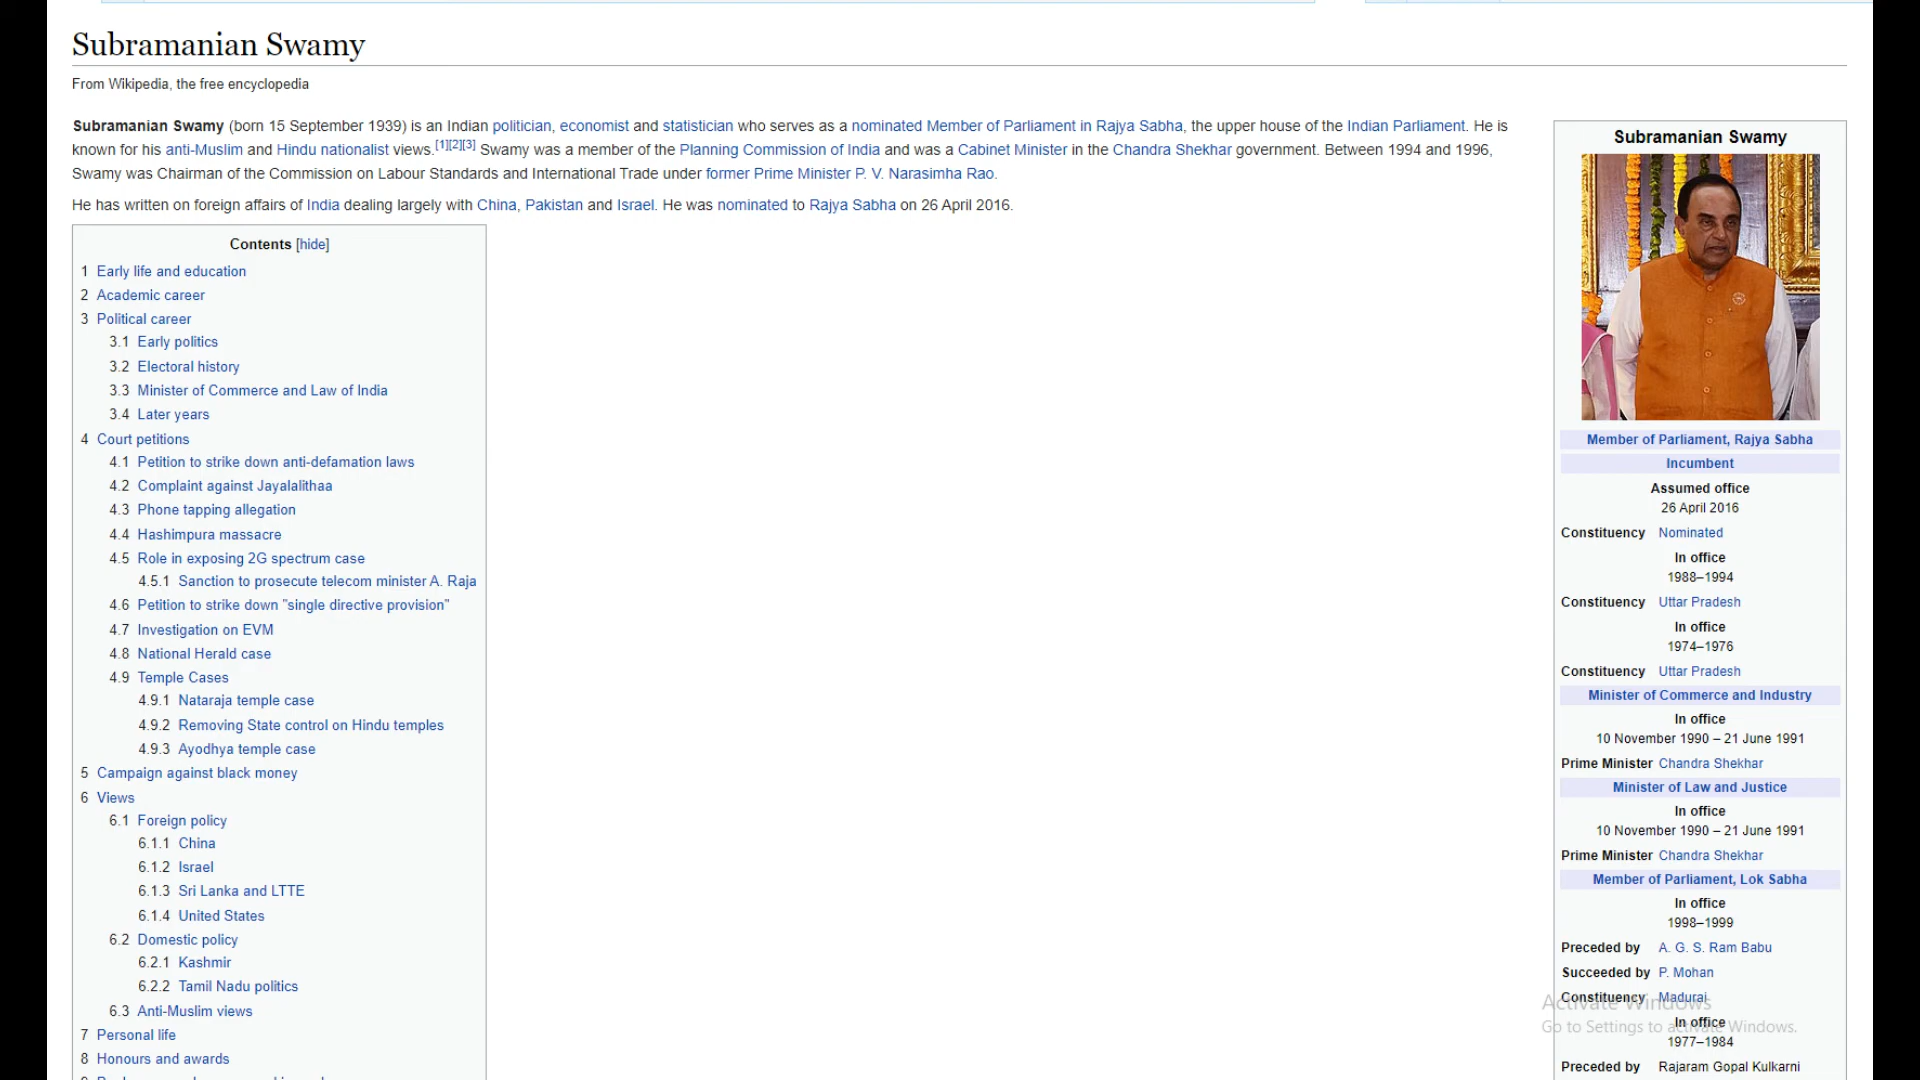 Subramanian Swamy
From Wikipedia, the free encyclopedia
Subramanian Swamy (born 15 September 1939) is an Indian politician, economist and statistician who serves as a nominated Member of Parliament in Rajya Sabha, the upper house of the Indian Parliament. He is
known for his anti-Muslim and Hindu nationalist views.[1][2][3] Swamy was a member of the Planning Commission of India and was a Cabinet Minister in the Chandra Shekhar government. Between 1994 and 1996,
Swamy was Chairman of the Commission on Labour Standards and International Trade under former Prime Minister P. V. Narasimha Rao.
He has written on foreign affairs of India dealing largely with China, Pakistan and Israel. He was nominated to Rajya Sabha on 26 April 2016.
Contents [hide]
1 Early life and education
2 Academic career
3 Political career
3.1 Early politics
3.2 Electoral history
3.3 Minister of Commerce and Law of India
3.4 Later years
4 Court petitions
4.1 Petition to strike down anti-defamation laws
4.2 Complaint against Jayalalithaa
4.3 Phone tapping allegation
4.4 Hashimpura massacre
4.5 Role in exposing 2G spectrum case
4.5.1 Sanction to prosecute telecom minister A. Raja
4.6 Petition to strike down "single directive provision"
4.7 Investigation on EVM
4.8 National Herald case
4.9 Temple Cases
4.9.1 Nataraja temple case
4.9.2 Removing State control on Hindu temples
4.9.3 Ayodhya temple case
5 Campaign against black money
6 Views
6.1 Foreign policy
6.1.1 China
6.1.2 Israel
6.1.3 Sri Lanka and LTTE
6.1.4 United States
6.2 Domestic policy
6.2.1 Kashmir
6.2.2 Tamil Nadu politics
6.3 Anti-Muslim views
7 Personal life
8 Honours and awards
Subramanian Swamy
Member of Parliament, Rajya Sabha
Incumbent
Assumed office
26 April 2016
Constituency Nominated
In office
1988–1994
Constituency Uttar Pradesh
In office
1974–1976
Constituency Uttar Pradesh
Minister of Commerce and Industry
In office
10 November 1990 – 21 June 1991
Prime Minister Chandra Shekhar
Minister of Law and Justice
In office
10 November 1990 – 21 June 1991
Prime Minister Chandra Shekhar
Member of Parliament, Lok Sabha
In office
1998–1999
Preceded by A. G. S. Ram Babu
Succeeded by P. Mohan
Constituency Madurai
Activate Windows
In office
Go to Settings to activate Windows.
1977–1984
Preceded by Rajaram Gopal Kulkarni